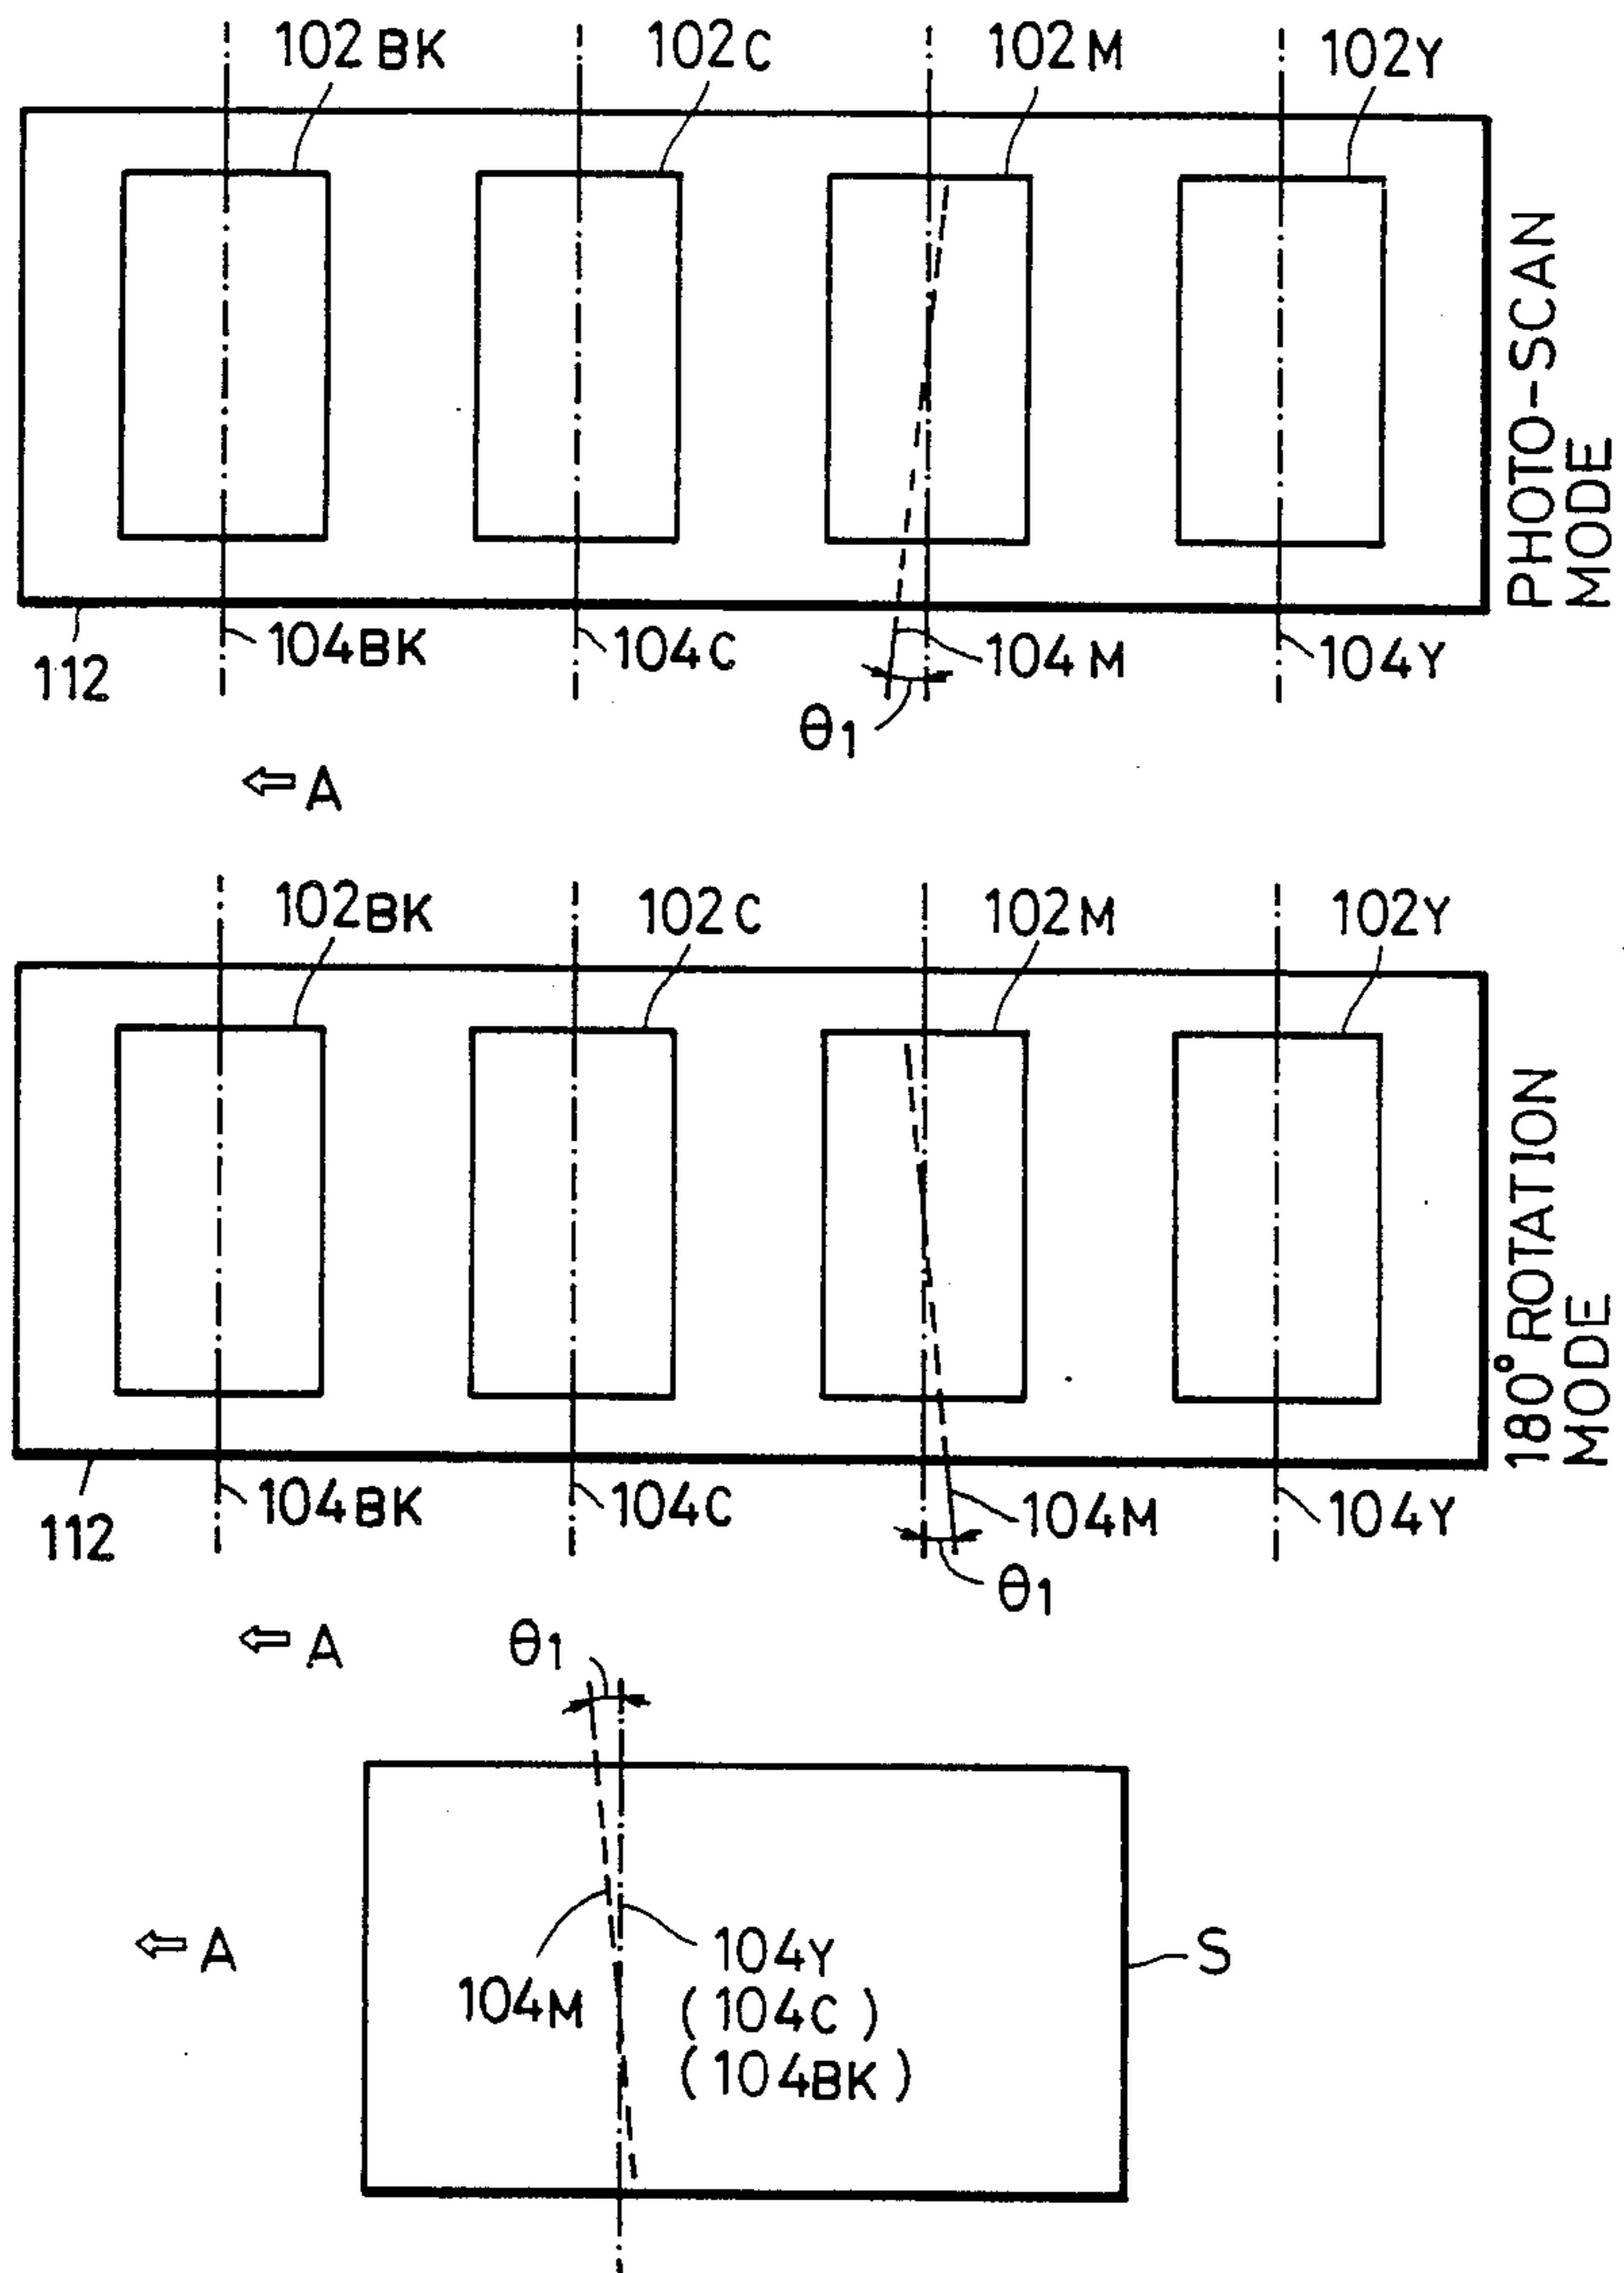 102BK 102C 102M 102Y
PHOTO-SCAN
MODE
112 104BK 104C 104M 104Y
θ1
A
102BK 102C 102M 102Y
180° ROTATION
MODE
112 104BK 104C 104M 104Y
θ1
A
θ1
A
104M
104Y
(104C)
(104BK)
S